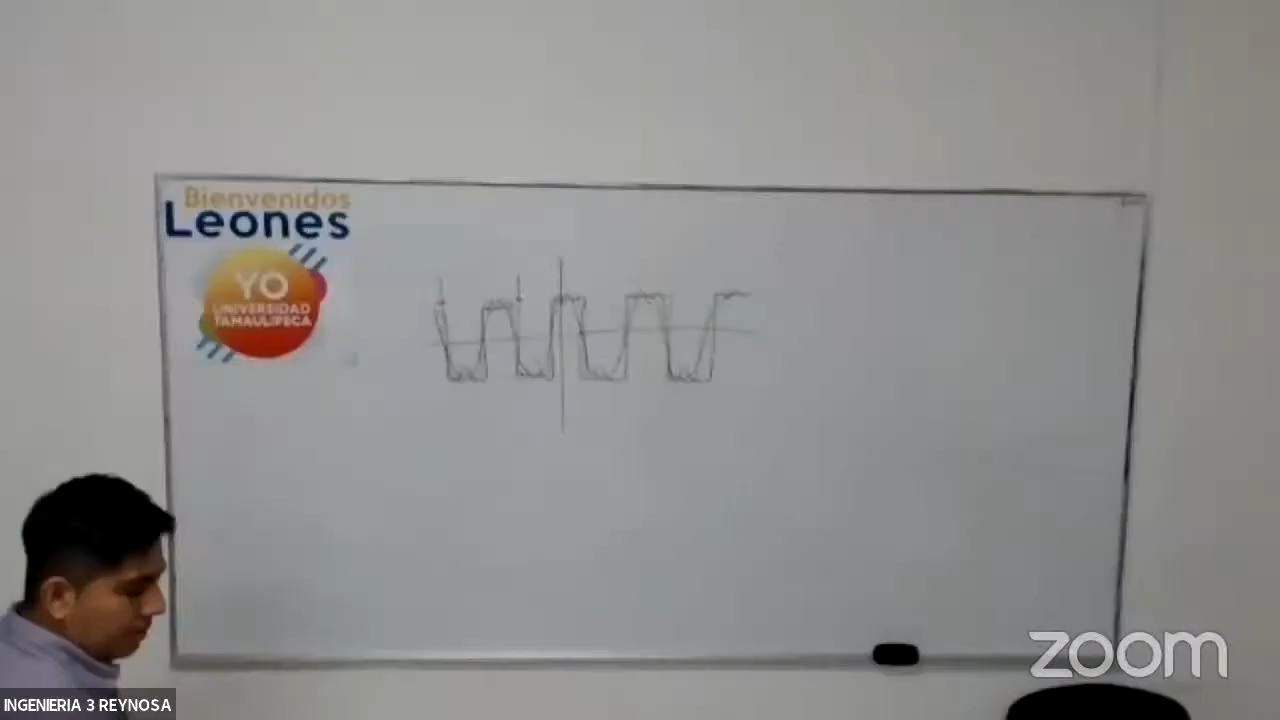 Bienvenidos
Leones
YO
UNIVERSIDAD
TAMAULIPECA
zoom
INGENIERIA 3 REYNOSA